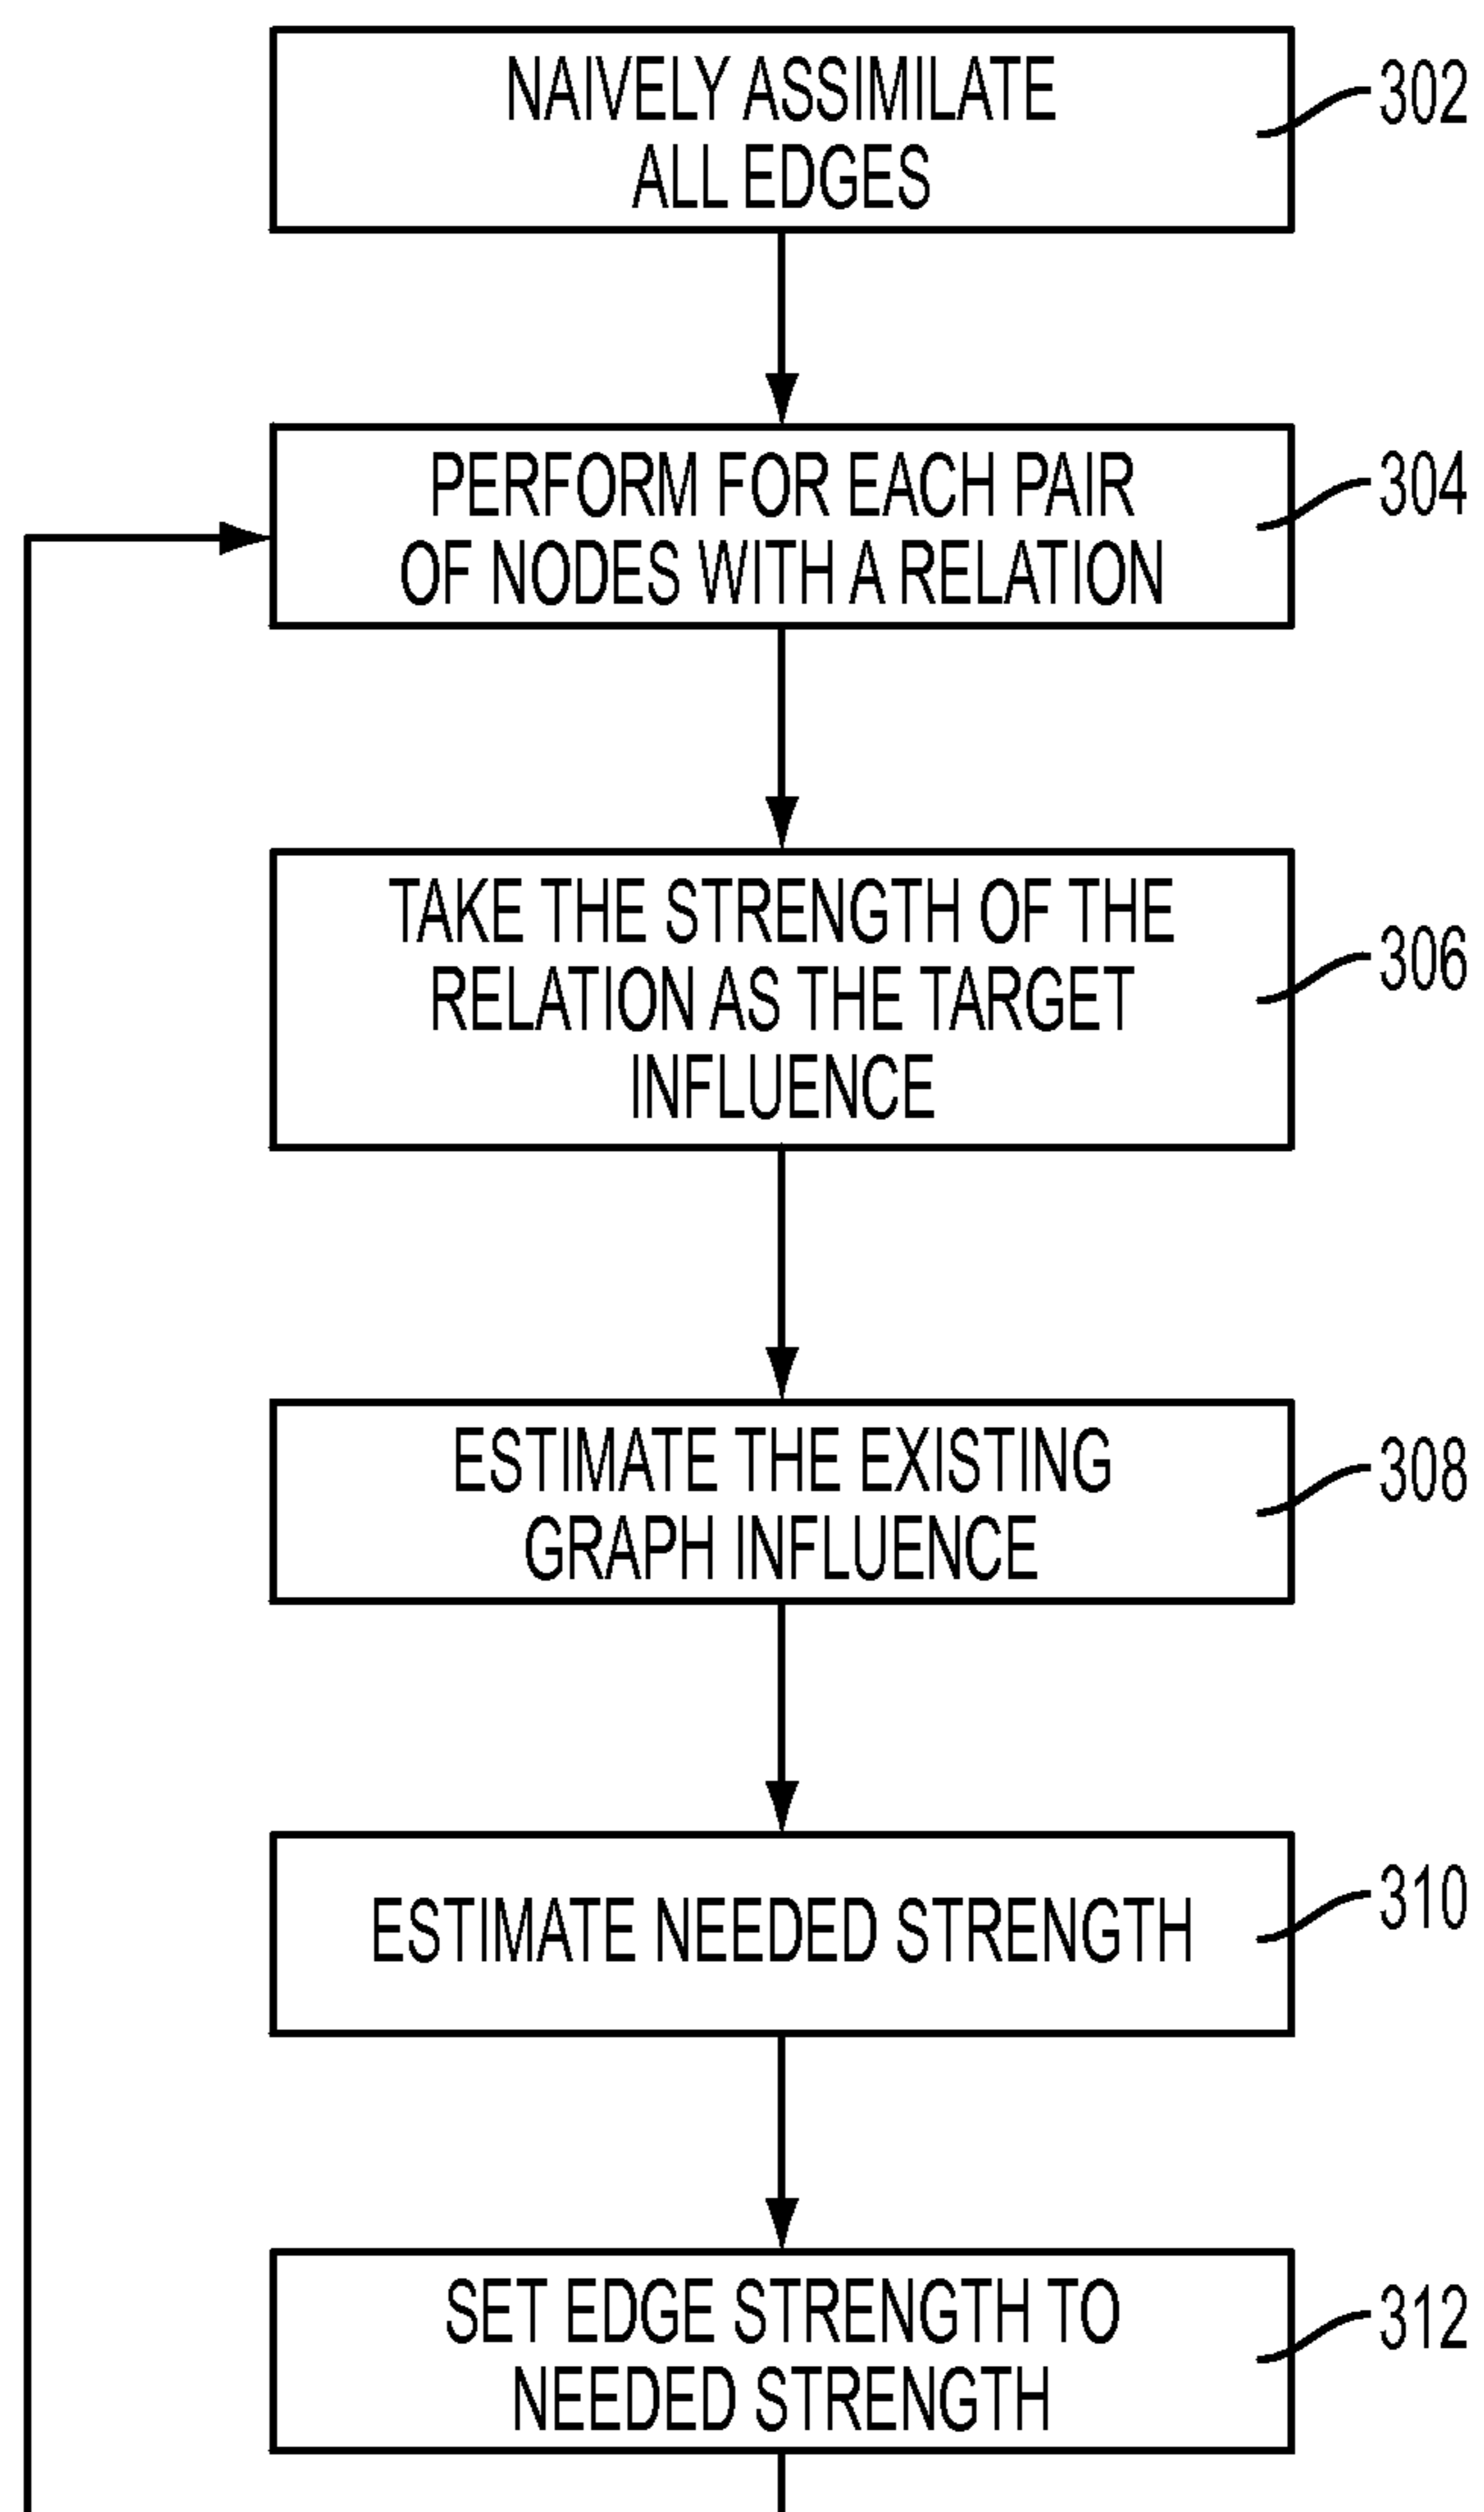 NAIVELY ASSIMILATE
ALL EDGES
302
PERFORM FOR EACH PAIR
OF NODES WITH A RELATION
304
TAKE THE STRENGTH OF THE
RELATION AS THE TARGET
INFLUENCE
306
ESTIMATE THE EXISTING
GRAPH INFLUENCE
308
ESTIMATE NEEDED STRENGTH
310
SET EDGE STRENGTH TO
NEEDED STRENGTH
312